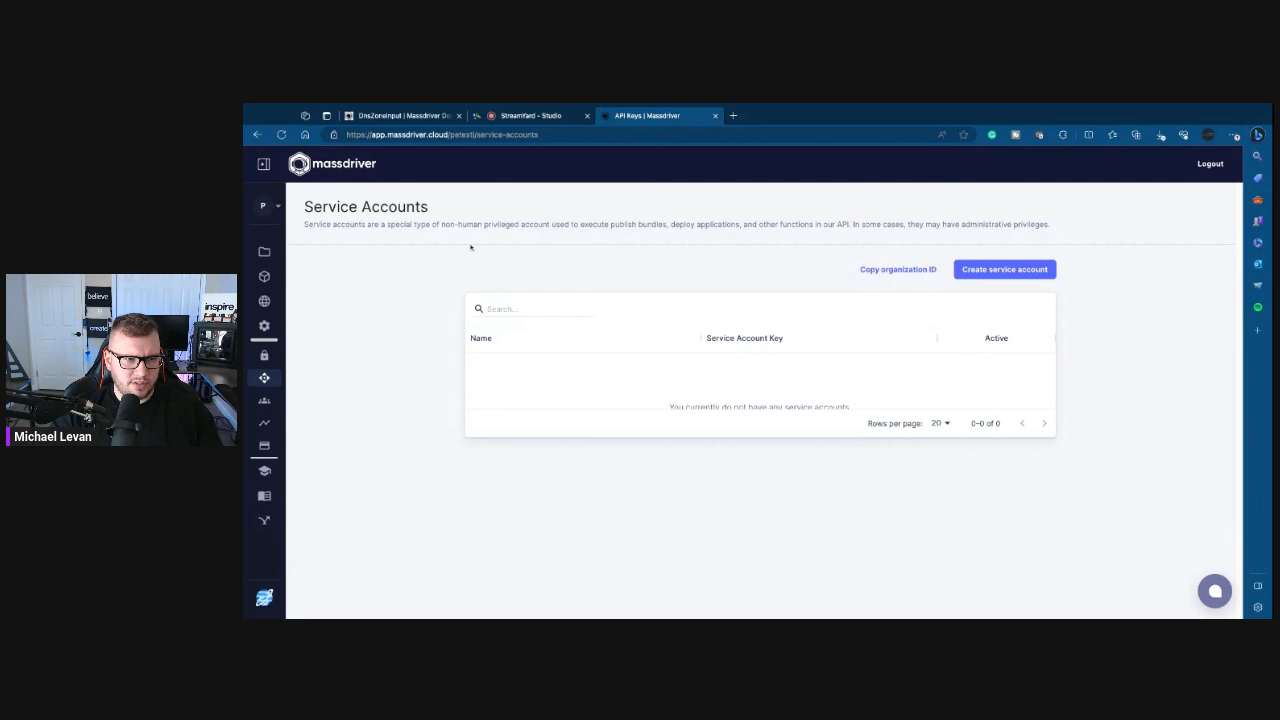 DnsZoneInput | Massdriver Do
StreamYard - Studio
API Keys | Massdriver
https://app.massdriver.cloud/petesti/service-accounts
massdriver
Logout
P
Service Accounts
Service accounts are a special type of non-human privileged account used to execute publish bundles, deploy applications, and other functions in our API. In some cases, they may have administrative privileges.
Copy organization ID
Create service account
Search...
Name
Service Account Key
Active
You currently do not have any service accounts
Rows per page:
20
0–0 of 0
believe
create
inspire
Michael Levan